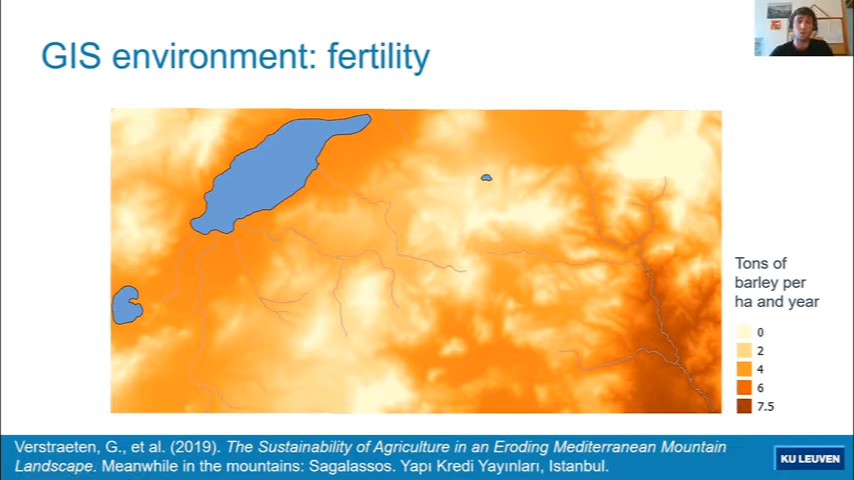 GIS environment: fertility
Tons of
barley per
ha and year
0
2
4
6
7.5
Verstraeten, G., et al. (2019). The Sustainability of Agriculture in an Eroding Mediterranean Mountain
Landscape. Meanwhile in the mountains: Sagalassos. Yapı Kredi Yayınları, Istanbul.
KU LEUVEN